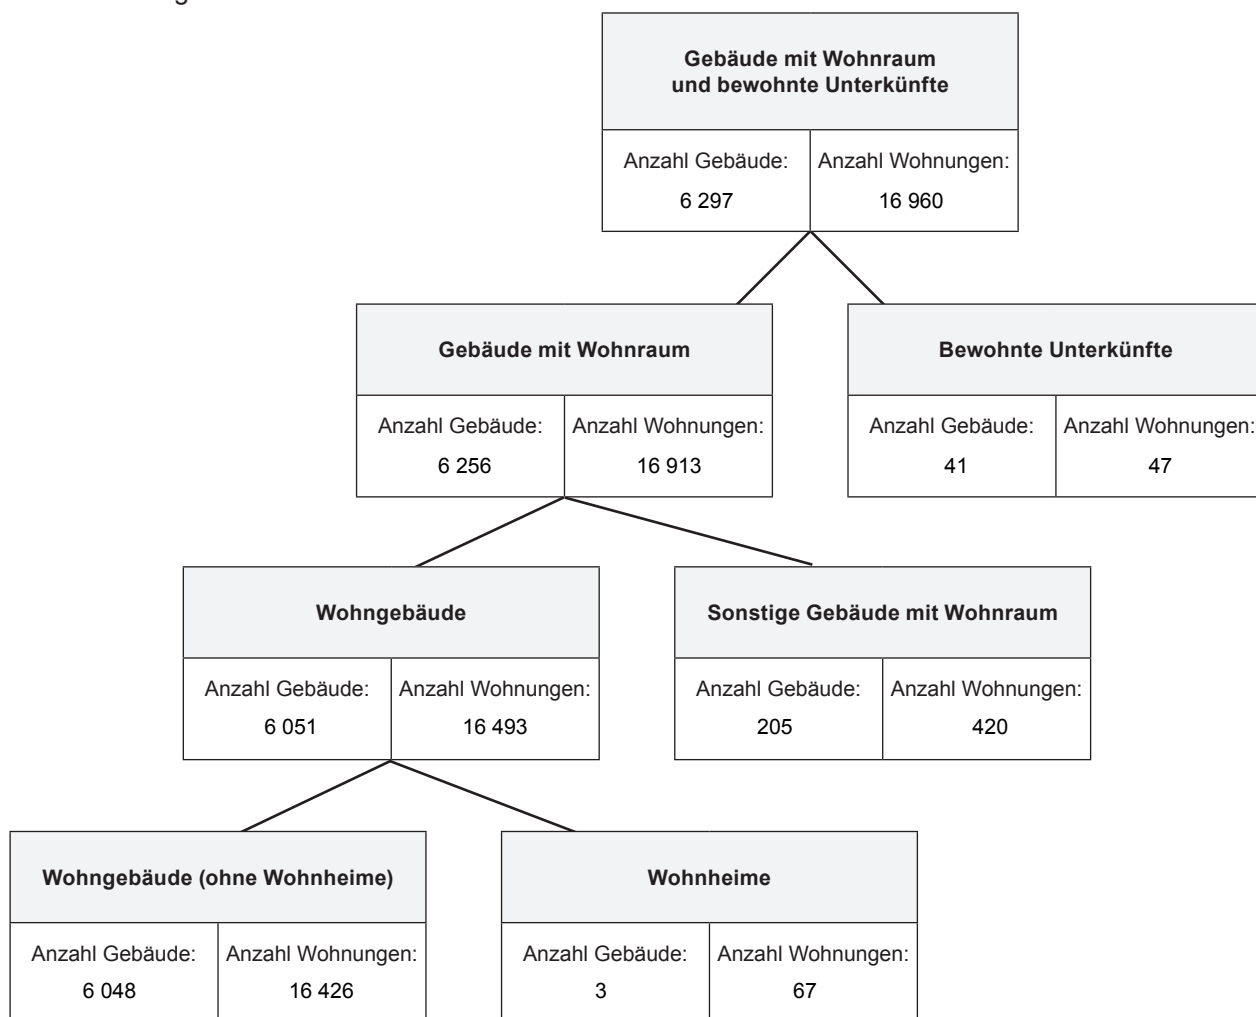 Gebäude mit Wohnraum
und bewohnte Unterkünfte
Anzahl Gebäude: Anzahl Wohnungen:
6 297 16 960
Gebäude mit Wohnraum Bewohnte Unterkünfte
Anzahl Gebäude: Anzahl Wohnungen: Anzahl Gebäude: Anzahl Wohnungen:
6 256 16 913 41 47
Wohngebäude Sonstige Gebäude mit Wohnraum
Anzahl Gebäude: Anzahl Wohnungen: Anzahl Gebäude: Anzahl Wohnungen:
6 051 16 493 205 420
Wohngebäude (ohne Wohnheime) Wohnheime
Anzahl Gebäude: Anzahl Wohnungen: Anzahl Gebäude: Anzahl Wohnungen:
6 048 16 426 3 67